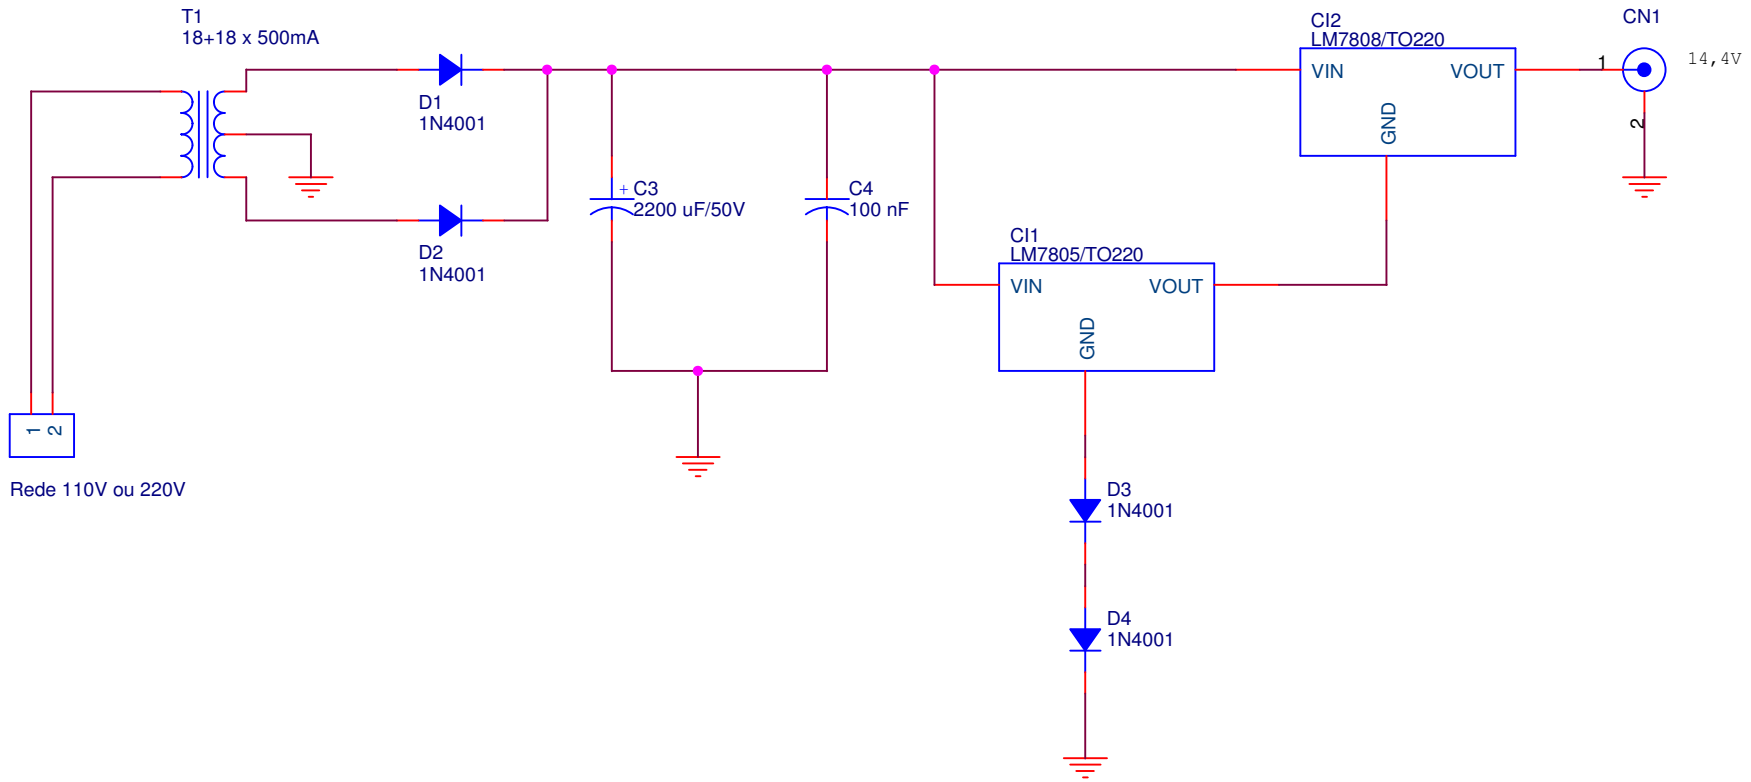 T1
18+18 x 500mA
D1
1N4001
D2
1N4001
+ C3
2200 uF/50V
C4
100 nF
CI2
LM7808/TO220
VIN
VOUT
GND
CN1
1
2
14,4V
CI1
LM7805/TO220
VIN
VOUT
GND
D3
1N4001
D4
1N4001
1
2
Rede 110V ou 220V